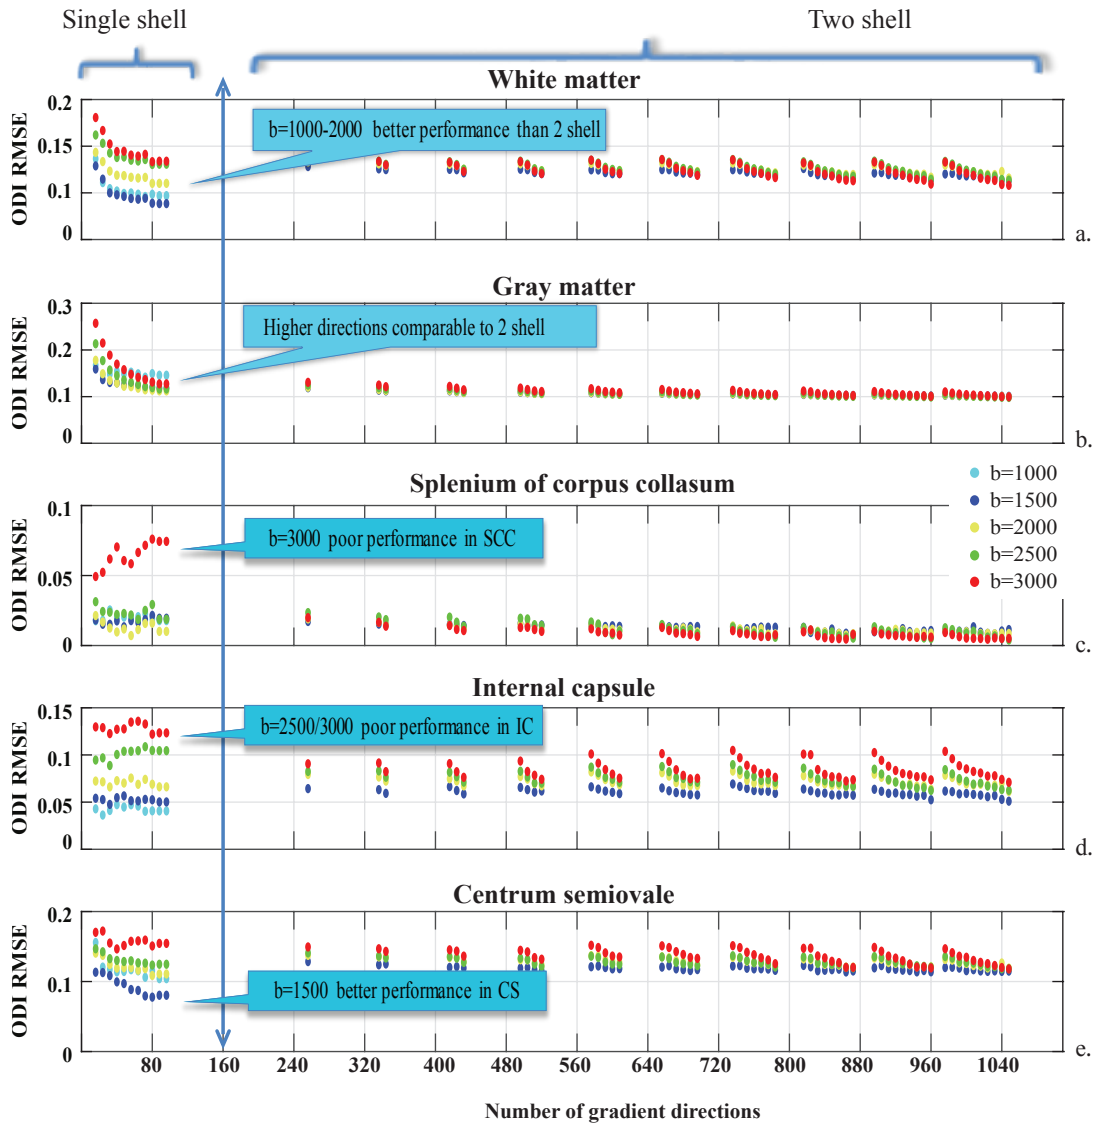 Single shell
Two shell
White matter
ODI RMSE
0.2
0.15
0.1
0
b=1000-2000 better performance than 2 shell
a.
Gray matter
ODI RMSE
0.3
0.2
0.1
0
Higher directions comparable to 2 shell
b.
Splenium of corpus collasum
ODI RMSE
0.1
0.05
0
b=3000 poor performance in SCC
b=1000
b=1500
b=2000
b=2500
b=3000
c.
Internal capsule
ODI RMSE
0.15
0.1
0.05
0
b=2500/3000 poor performance in IC
d.
Centrum semiovale
ODI RMSE
0.2
0.1
0
b=1500 better performance in CS
e.
80 160 240 320 400 480 560 640 720 800 880 960 1040
Number of gradient directions